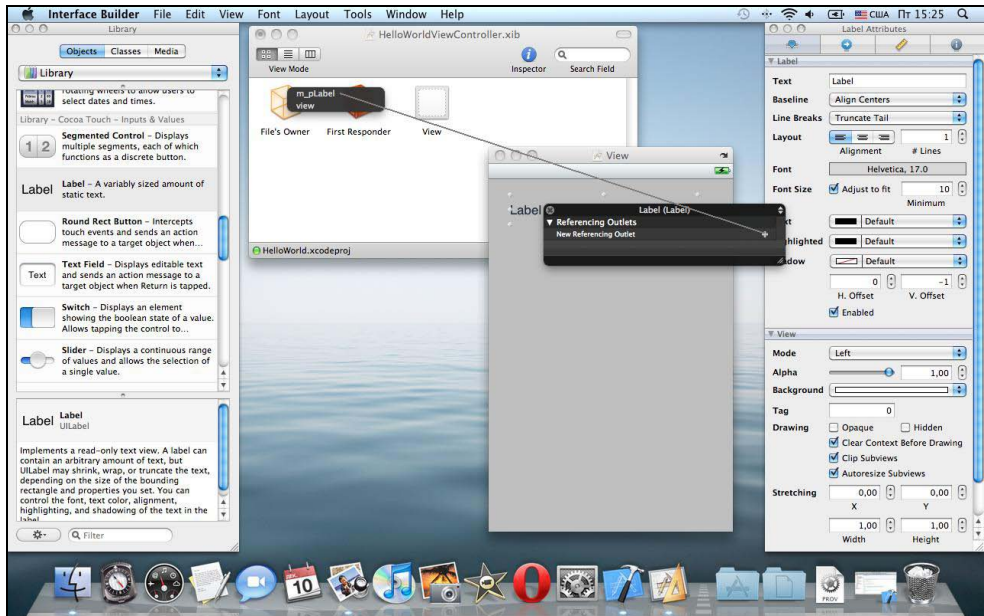 Interface Builder File Edit View Font Layout Tools Window Help
США Пт 15:25
Library
Objects Classes Media
Library
rotating wheels to allow users to
select dates and times.
Library – Cocoa Touch – Inputs & Values
1 2
Segmented Control – Displays
multiple segments, each of which
functions as a discrete button.
Label
Label – A variably sized amount of
static text.
Round Rect Button – Intercepts
touch events and sends an action
message to a target object when...
Text
Text Field – Displays editable text
and sends an action message to a
target object when Return is tapped.
Switch – Displays an element
showing the boolean state of a value.
Allows tapping the control to...
Slider – Displays a continuous range
of values and allows the selection of
a single value.
Label
Label
UILabel
Implements a read-only text view. A label can
contain an arbitrary amount of text, but
UILabel may shrink, wrap, or truncate the text,
depending on the size of the bounding
rectangle and properties you set. You can
control the font, text color, alignment,
highlighting, and shadowing of the text in the
label.
Filter
HelloWorldViewController.xib
View Mode
Inspector
Search Field
m_pLabel
view
File's Owner
First Responder
View
HelloWorld.xcodeproj
View
Label
Label (Label)
Referencing Outlets
New Referencing Outlet
Label Attributes
Label
Text Label
Baseline Align Centers
Line Breaks Truncate Tail
Layout 1
Alignment # Lines
Font Helvetica, 17.0
Font Size Adjust to fit 10
Minimum
Default
Default
Default
0 -1
H. Offset V. Offset
Enabled
View
Mode Left
Alpha 1,00
Background
Tag 0
Drawing Opaque Hidden
Clear Context Before Drawing
Clip Subviews
Autoresize Subviews
Stretching 0,00 0,00
X Y
1,00 1,00
Width Height
10
PROV